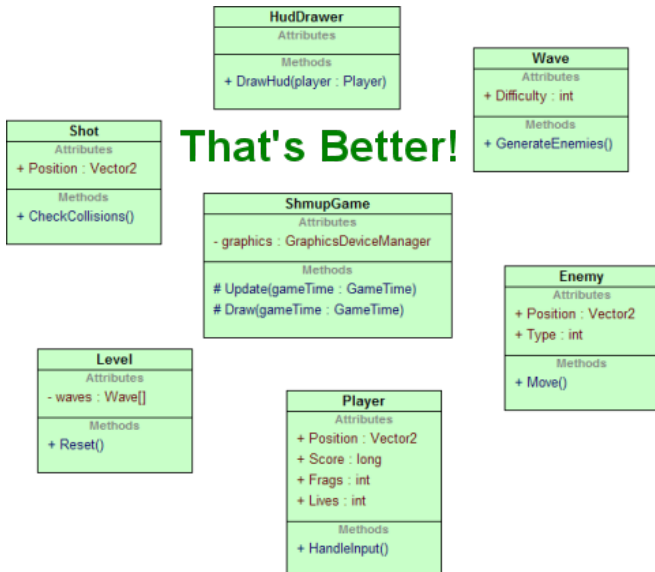 HudDrawer
Attributes
Methods
+ DrawHud(player : Player)
Wave
Attributes
+ Difficulty : int
Methods
+ GenerateEnemies()
Shot
Attributes
+ Position : Vector2
Methods
+ CheckCollisions()
That's Better!
ShmupGame
Attributes
- graphics : GraphicsDeviceManager
Methods
# Update(gameTime : GameTime)
# Draw(gameTime : GameTime)
Enemy
Attributes
+ Position : Vector2
+ Type : int
Methods
+ Move()
Level
Attributes
- waves : Wave[]
Methods
+ Reset()
Player
Attributes
+ Position : Vector2
+ Score : long
+ Frags : int
+ Lives : int
Methods
+ HandleInput()